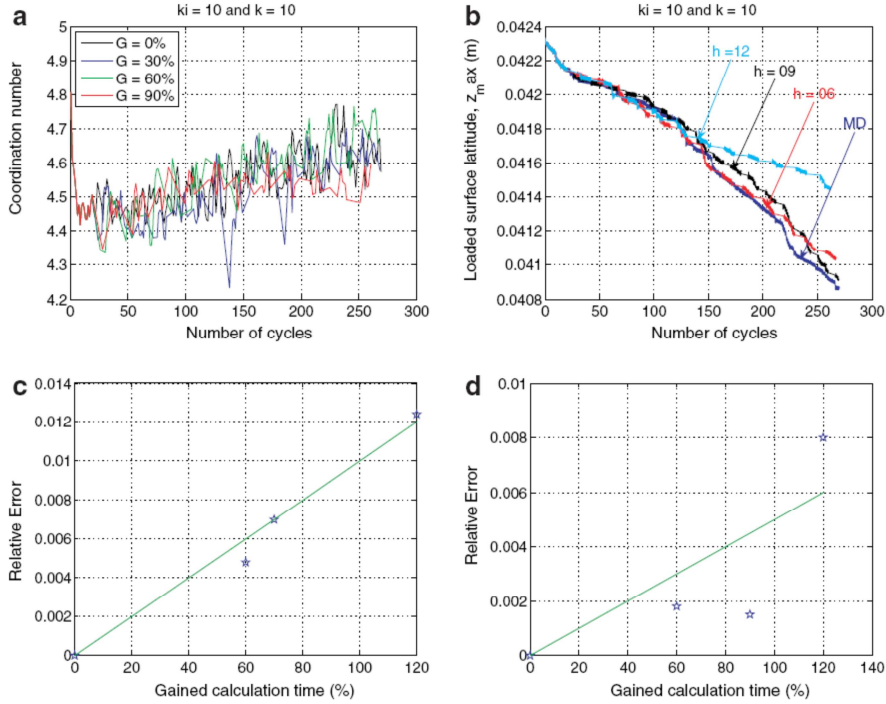 a
ki = 10 and k = 10
5
4.9
4.8
4.7
4.6
4.5
4.4
4.3
4.2
Coordination number
G = 0%
G = 30%
G = 60%
G = 90%
0
50
100
150
200
250
300
Number of cycles
b
ki = 10 and k = 10
0.0424
0.0422
0.042
0.0418
0.0416
0.0414
0.0412
0.041
0.0408
Loaded surface latitude, z_m ax (m)
h =12
h = 09
h = 06
MD
0
50
100
150
200
250
300
Number of cycles
c
0.014
0.012
0.01
0.008
0.006
0.004
0.002
0
Relative Error
0
20
40
60
80
100
120
Gained calculation time (%)
d
0.01
0.008
0.006
0.004
0.002
0
Relative Error
0
20
40
60
80
100
120
140
Gained calculation time (%)